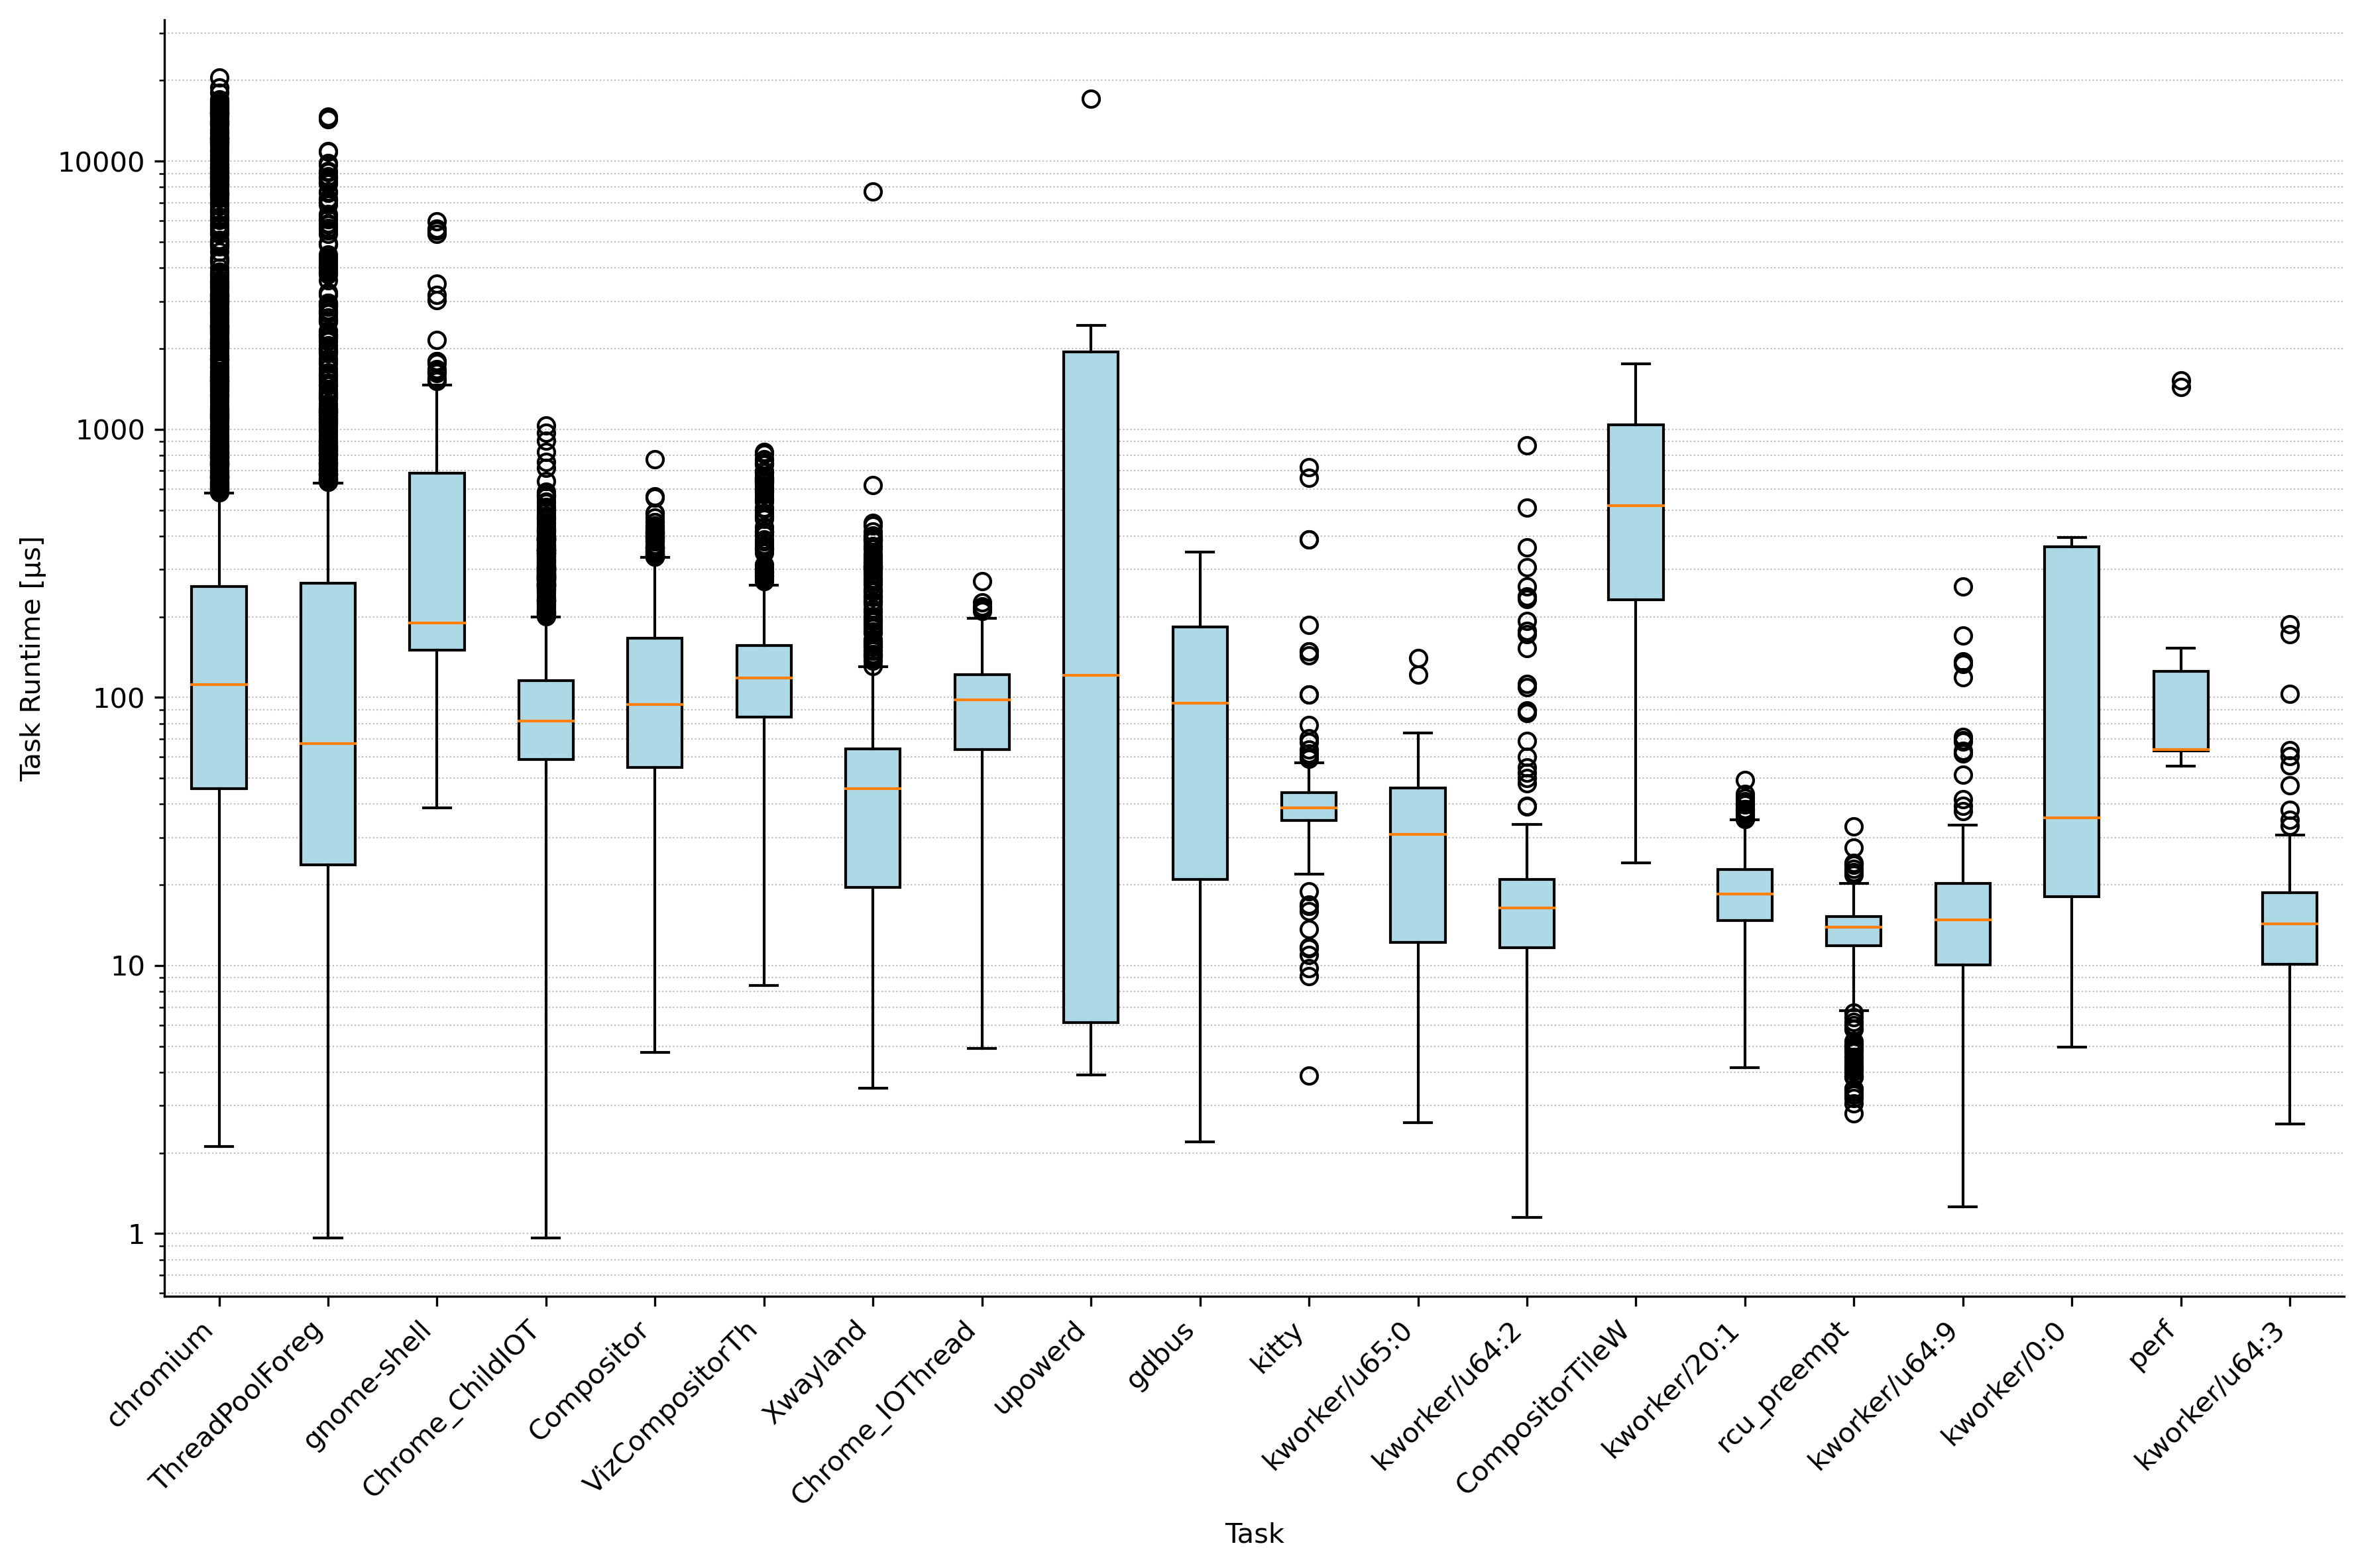 10000
1000
100
10
1
Task Runtime [µs]
chromium
ThreadPoolForeg
gnome-shell
Chrome_ChildIOT
Compositor
VizCompositorTh
Xwayland
Chrome_IOThread
upowerd
gdbus
kitty
kworker/u65:0
kworker/u64:2
CompositorTileW
kworker/20:1
rcu_preempt
kworker/u64:9
kworker/0:0
perf
kworker/u64:3
Task